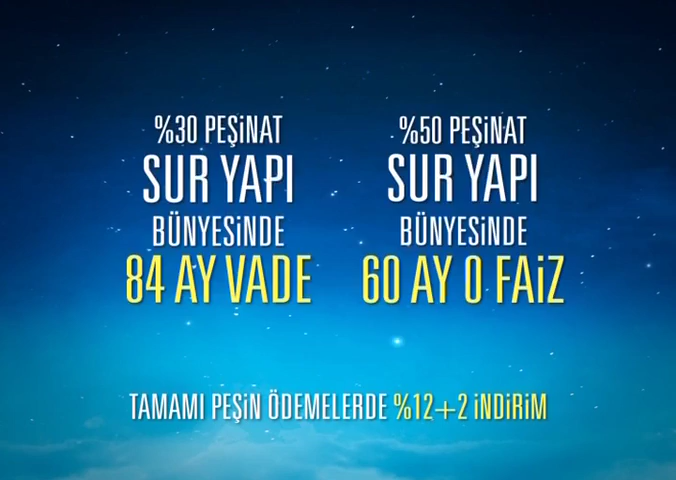 %30 PEŞİNAT
SUR YAPI
BÜNYESİNDE
84 AY VADE
%50 PEŞİNAT
SUR YAPI
BÜNYESİNDE
60 AY 0 FAİZ
TAMAMI PEŞİN ÖDEMELERDE %12+2 İNDİRİM